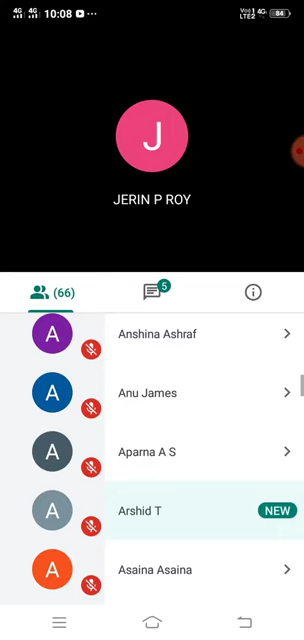 4G 4G 10:08
VoLTE1 LTE2 4G 84
J
JERIN P ROY
(66)
5
A Anshina Ashraf
A Anu James
A Aparna A S
A Arshid T NEW
A Asaina Asaina